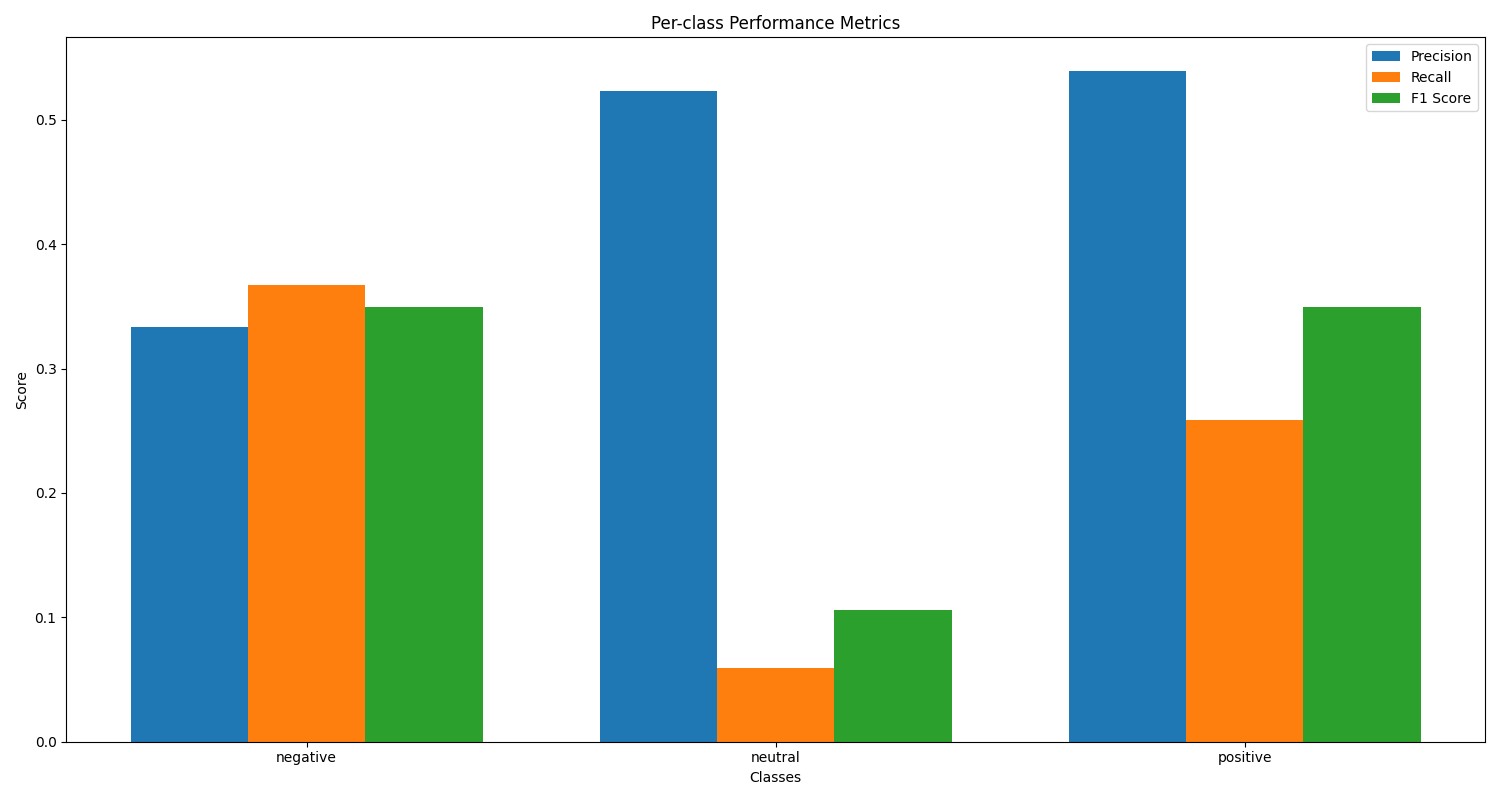 Per-class Performance Metrics
Precision
Recall
F1 Score
0.5
0.4
0.3
0.2
0.1
0.0
Score
negative
neutral
positive
Classes